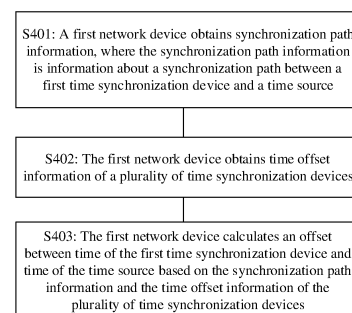 S401: A first network device obtains synchronization path
information, where the synchronization path information
is information about a synchronization path between a
first time synchronization device and a time source
S402: The first network device obtains time offset
information of a plurality of time synchronization devices
S403: The first network device calculates an offset
between time of the first time synchronization device and
time of the time source based on the synchronization path
information and the time offset information of the
plurality of time synchronization devices